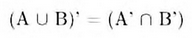 (A ∪ B)' = (A' ∩ B')